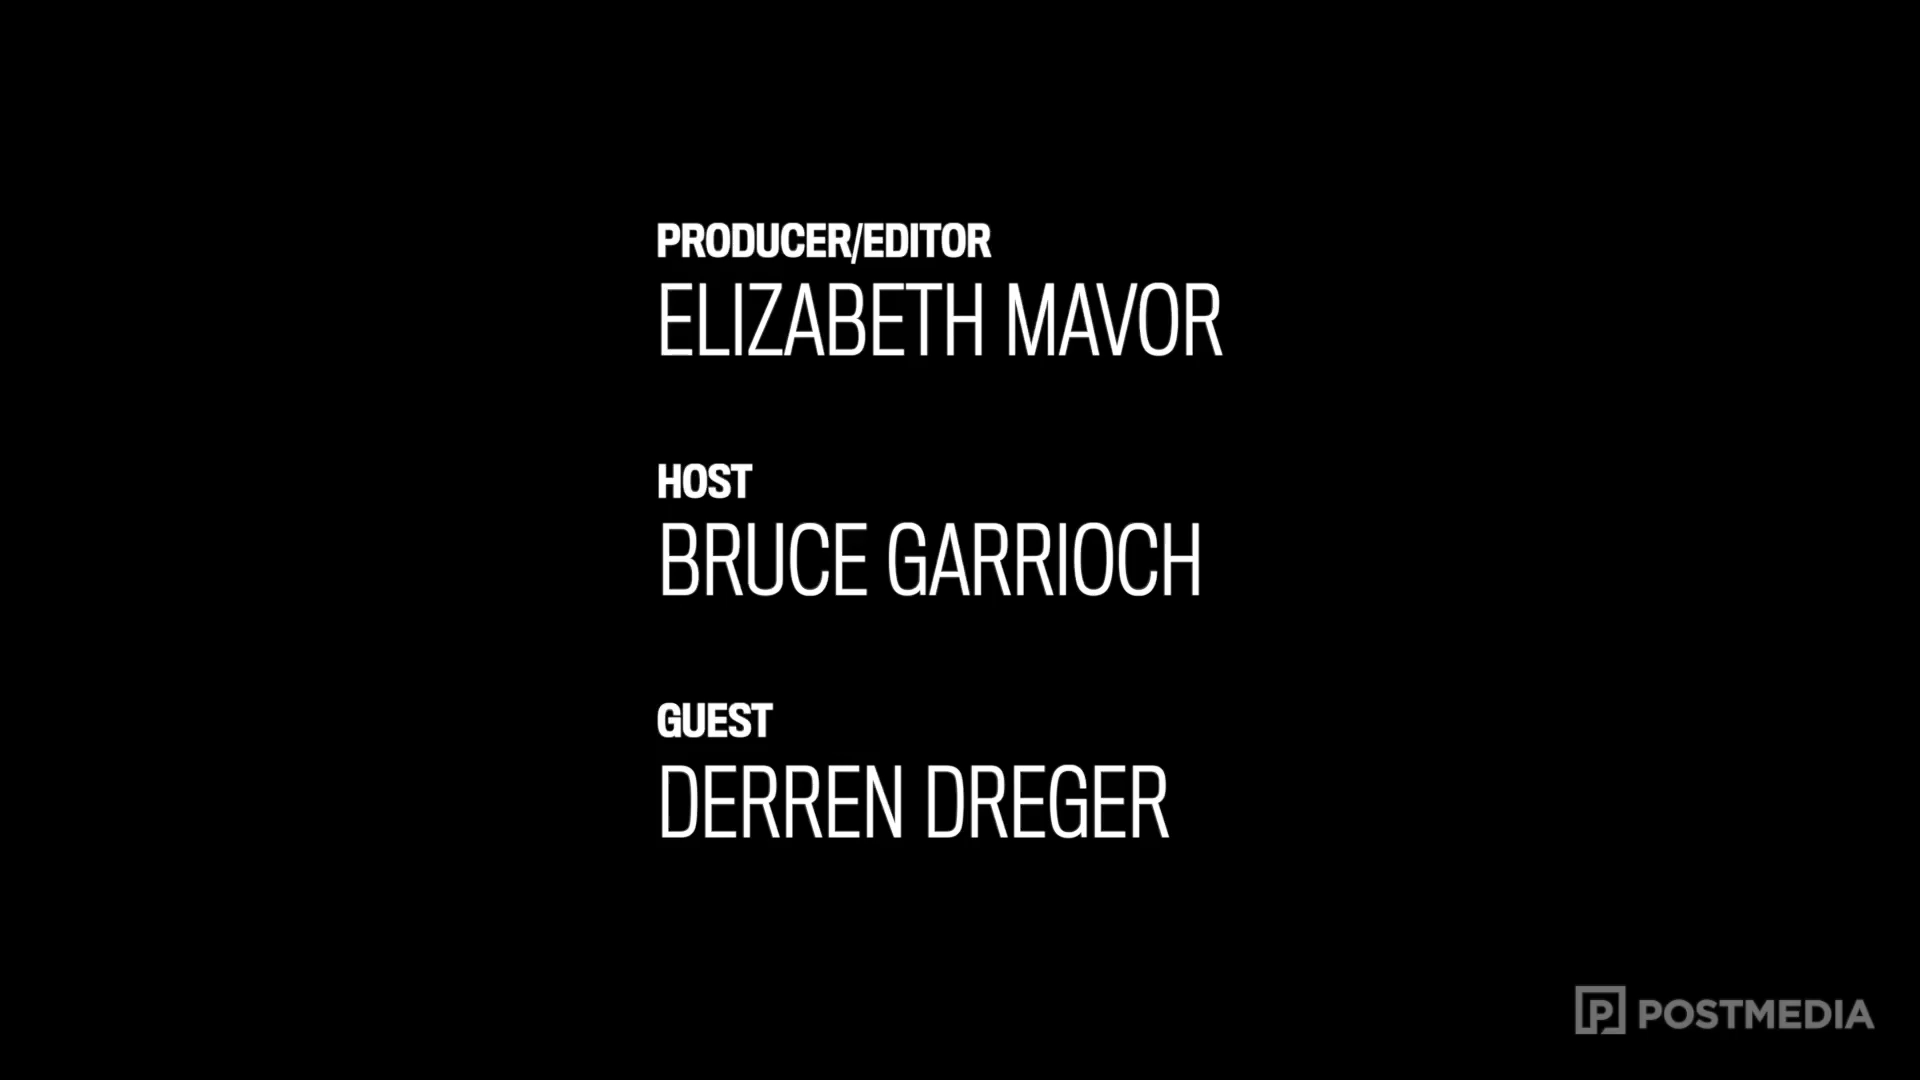 PRODUCER/EDITOR
ELIZABETH MAVOR
HOST
BRUCE GARRIOCH
GUEST
DERREN DREGER
POSTMEDIA